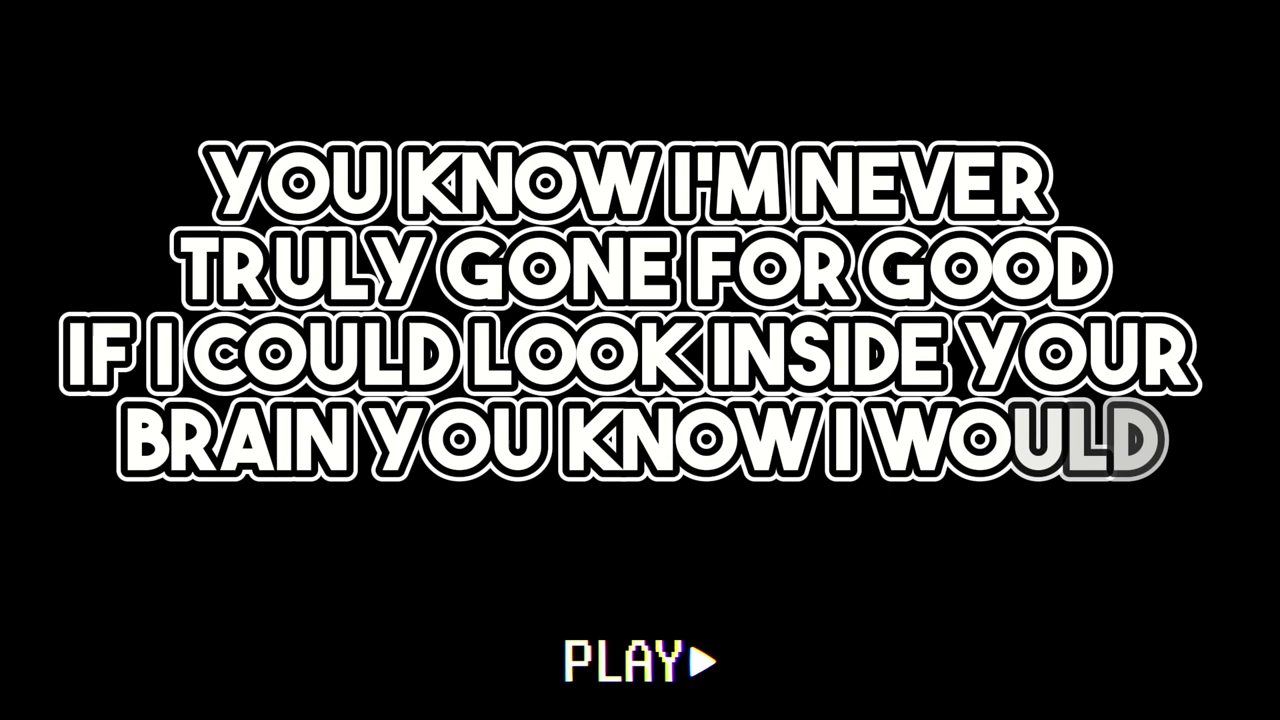 YOU KNOW I'M NEVER
TRULY GONE FOR GOOD
IF I COULD LOOK INSIDE YOUR
BRAIN YOU KNOW I WOULD
PLAY